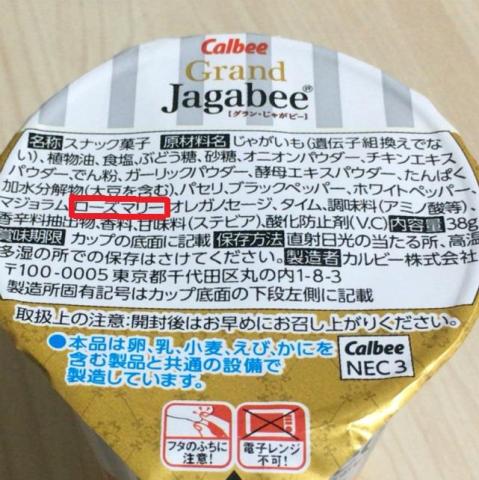 Calbee
Grand
Jagabee®
[グラン・じゃがビー]
名称 スナック菓子 原材料名 じゃがいも(遺伝子組換えでな
い)、植物油、食塩、ぶどう糖、砂糖、オニオンパウダー、チキンエキス
パウダー、でん粉、ガーリックパウダー、酵母エキスパウダー、たんぱく
加水分解物(大豆を含む)、パセリ、ブラックペッパー、ホワイトペッパー、
マジョラム、ローズマリー、オレガノ、セージ、タイム、調味料(アミノ酸等)、
香辛料抽出物、香料、甘味料(ステビア)、酸化防止剤(V.C) 内容量 38g
賞味期限 カップの底面に記載 保存方法 直射日光の当たる所、高温
多湿の所での保存はさけてください。製造者 カルビー株式会社
〒100-0005 東京都千代田区丸の内1-8-3
製造所固有記号はカップ底面の下段左側に記載
取扱上の注意:開封後はお早めにお召し上がりください。
●本品は卵、乳、小麦、えび、かにを
含む製品と共通の設備で
製造しています。
Calbee
NEC3
フタのふちに
注意!
電子レンジ
不可!